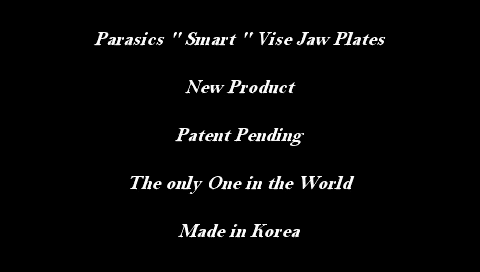 Parasics " Smart " Vise Jaw Plates
New Product
Patent Pending
The only One in the World
Made in Korea